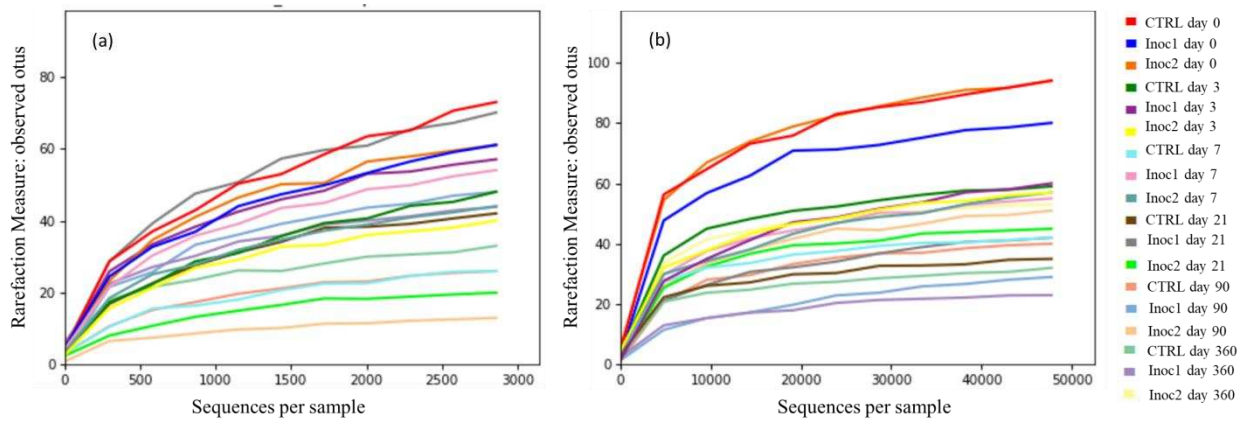 (a)
80
60
40
20
0
0 500 1000 1500 2000 2500 3000
Rarefaction Measure: observed otus
Sequences per sample
(b)
100
80
60
40
20
0
0 10000 20000 30000 40000 50000
Rarefaction Measure: observed otus
Sequences per sample
CTRL day 0
Inoc1 day 0
Inoc2 day 0
CTRL day 3
Inoc1 day 3
Inoc2 day 3
CTRL day 7
Inoc1 day 7
Inoc2 day 7
CTRL day 21
Inoc1 day 21
Inoc2 day 21
CTRL day 90
Inoc1 day 90
Inoc2 day 90
CTRL day 360
Inoc1 day 360
Inoc2 day 360